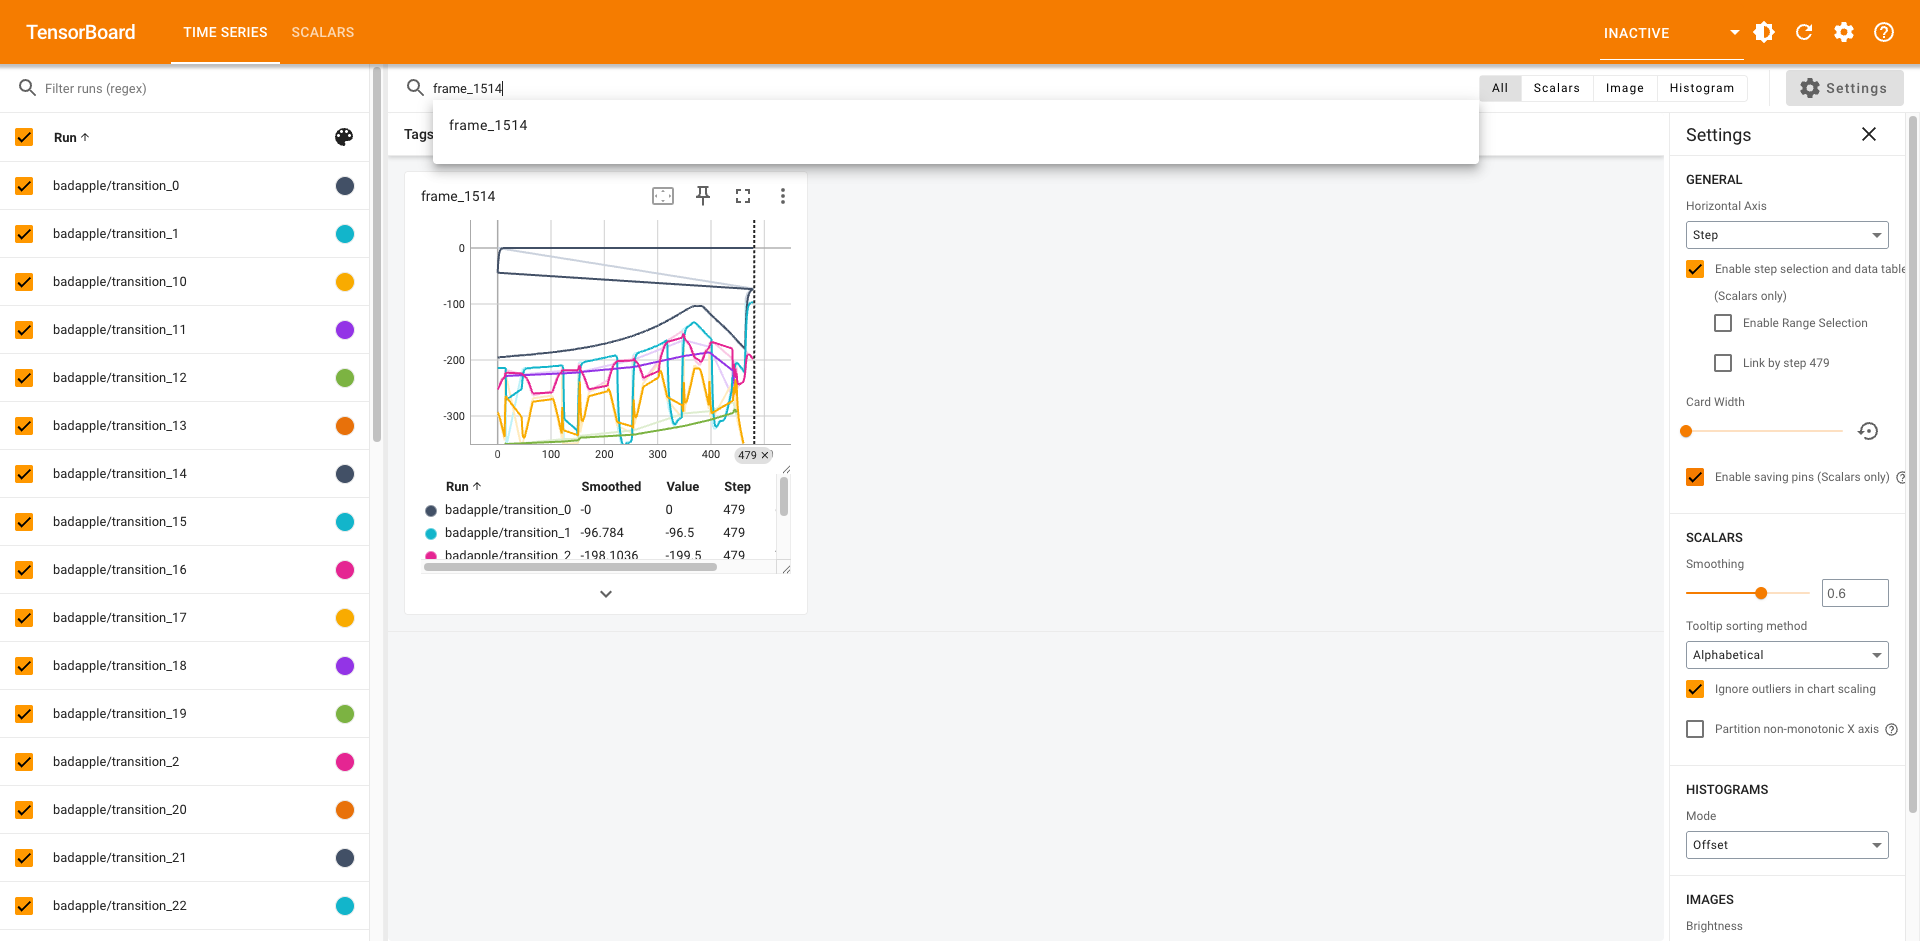 TensorBoard
TIME SERIES
SCALARS
INACTIVE
Filter runs (regex)
frame_1514
All
Scalars
Image
Histogram
Settings
frame_1514
Tags
Run
badapple/transition_0
badapple/transition_1
badapple/transition_10
badapple/transition_11
badapple/transition_12
badapple/transition_13
badapple/transition_14
badapple/transition_15
badapple/transition_16
badapple/transition_17
badapple/transition_18
badapple/transition_19
badapple/transition_2
badapple/transition_20
badapple/transition_21
badapple/transition_22
frame_1514
0
-100
-200
-300
0 100 200 300 400 479
Run Smoothed Value Step
badapple/transition_0 -0 0 479
badapple/transition_1 -96.784 -96.5 479
badapple/transition_2 -198.1036 -199.5 479
Settings
GENERAL
Horizontal Axis
Step
Enable step selection and data table
(Scalars only)
Enable Range Selection
Link by step 479
Card Width
Enable saving pins (Scalars only)
SCALARS
Smoothing
0.6
Tooltip sorting method
Alphabetical
Ignore outliers in chart scaling
Partition non-monotonic X axis
HISTOGRAMS
Mode
Offset
IMAGES
Brightness